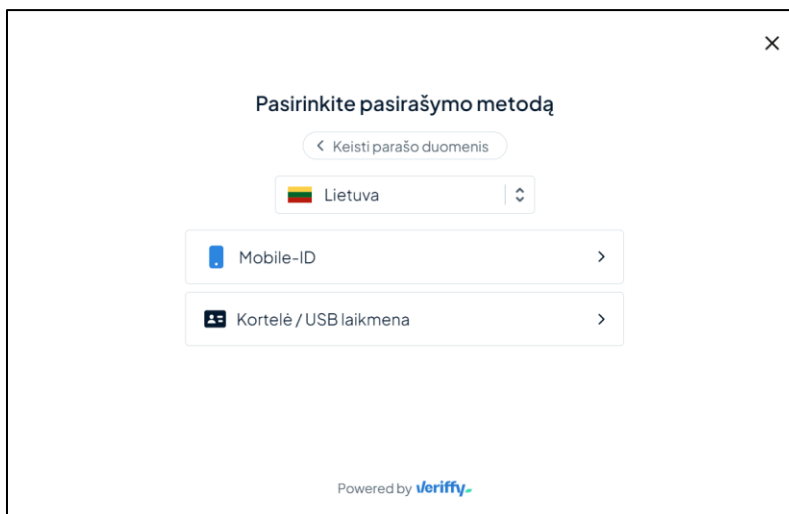 Pasirinkite pasirašymo metodą
Keisti parašo duomenis
Lietuva
Mobile-ID
Kortelė / USB laikmena
Powered by Veriffy